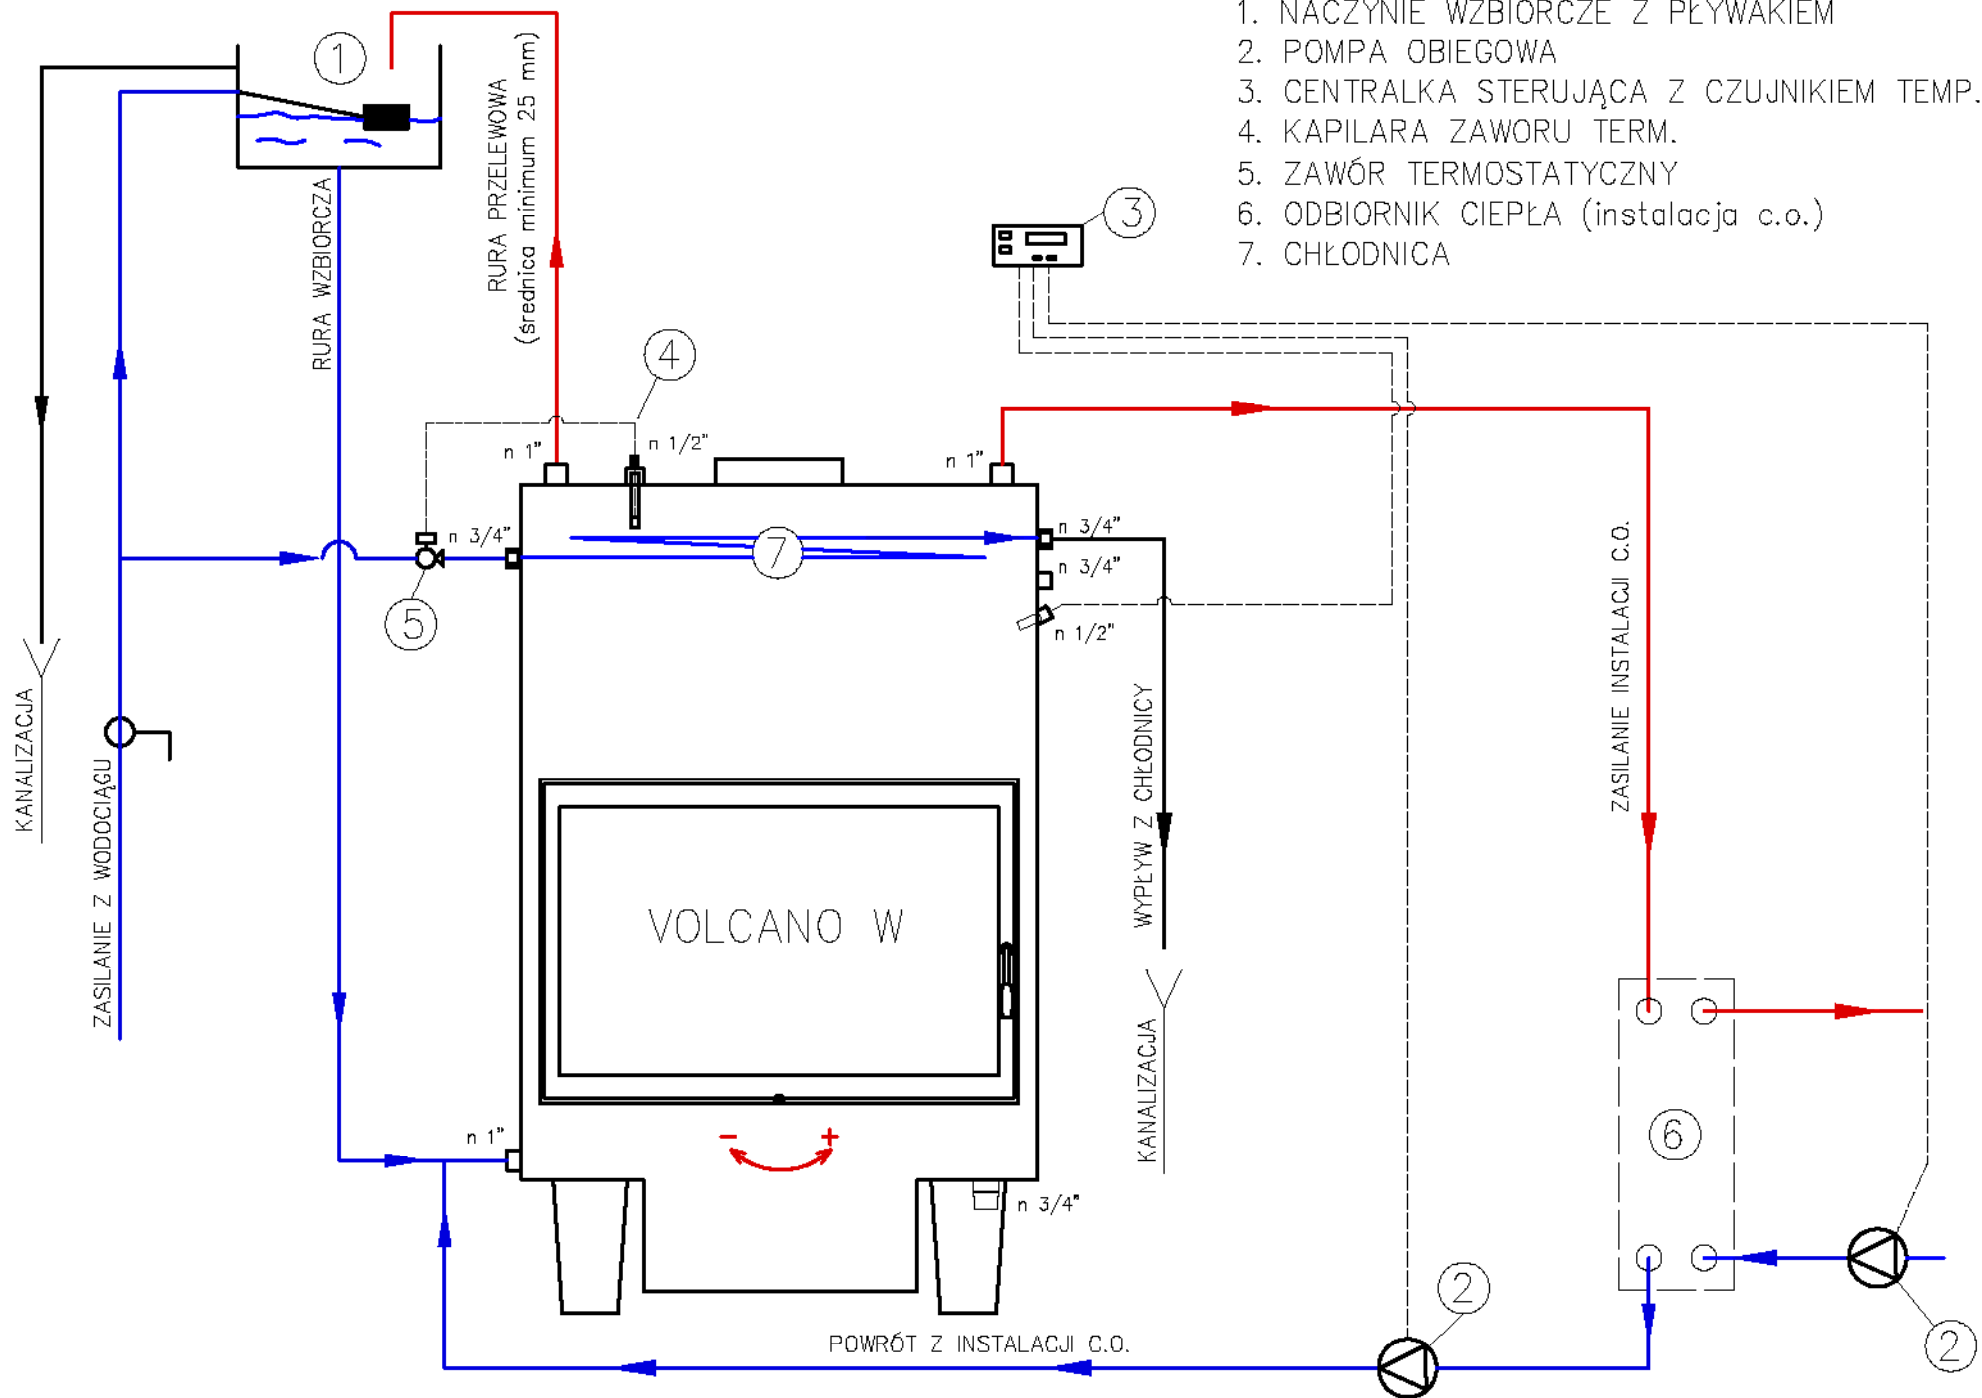 1. NACZYNIE WZBIORCZE Z PŁYWAKIEM
2. POMPA OBIEGOWA
3. CENTRALKA STERUJĄCA Z CZUJNIKIEM TEMP.
4. KAPILARA ZAWORU TERM.
5. ZAWÓR TERMOSTATYCZNY
6. ODBIORNIK CIEPŁA (instalacja c.o.)
7. CHŁODNICA
1
RURA WZBIORCZA
RURA PRZELEWOWA
(średnica minimum 25 mm)
3
4
n 1"
n 1/2"
n 1"
n 3/4"
7
n 3/4"
n 3/4"
n 1/2"
5
KANALIZACJA
ZASILANIE Z WODOCIĄGU
WYPŁYW Z CHŁODNICY
KANALIZACJA
ZASILANIE INSTALACJI C.O.
VOLCANO W
n 1"
- +
n 3/4"
6
2
2
POWRÓT Z INSTALACJI C.O.